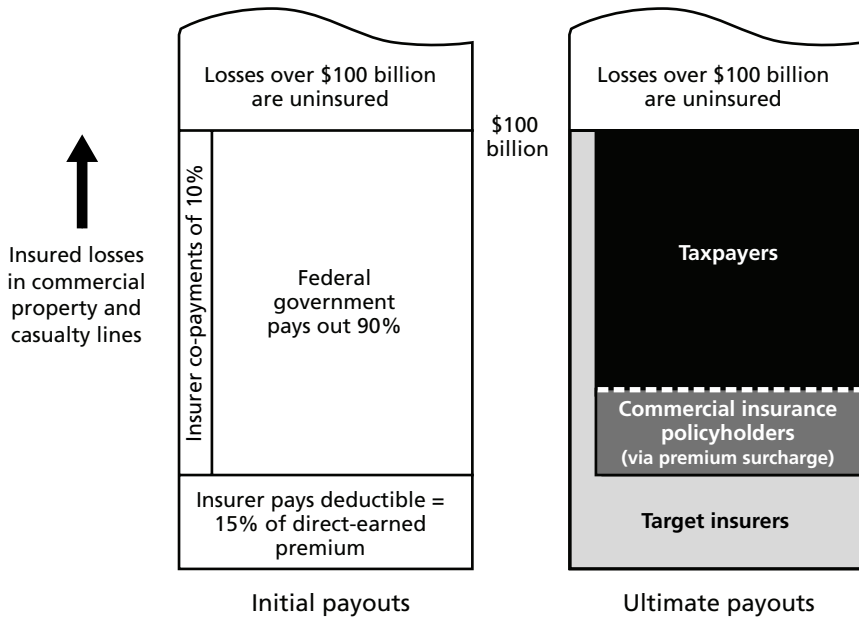 Losses over $100 billion
are uninsured
Losses over $100 billion
are uninsured
$100
billion
Insured losses
in commercial
property and
casualty lines
Insurer co-payments of 10%
Federal
government
pays out 90%
Taxpayers
Commercial insurance
policyholders
(via premium surcharge)
Insurer pays deductible =
15% of direct-earned
premium
Target insurers
Initial payouts
Ultimate payouts